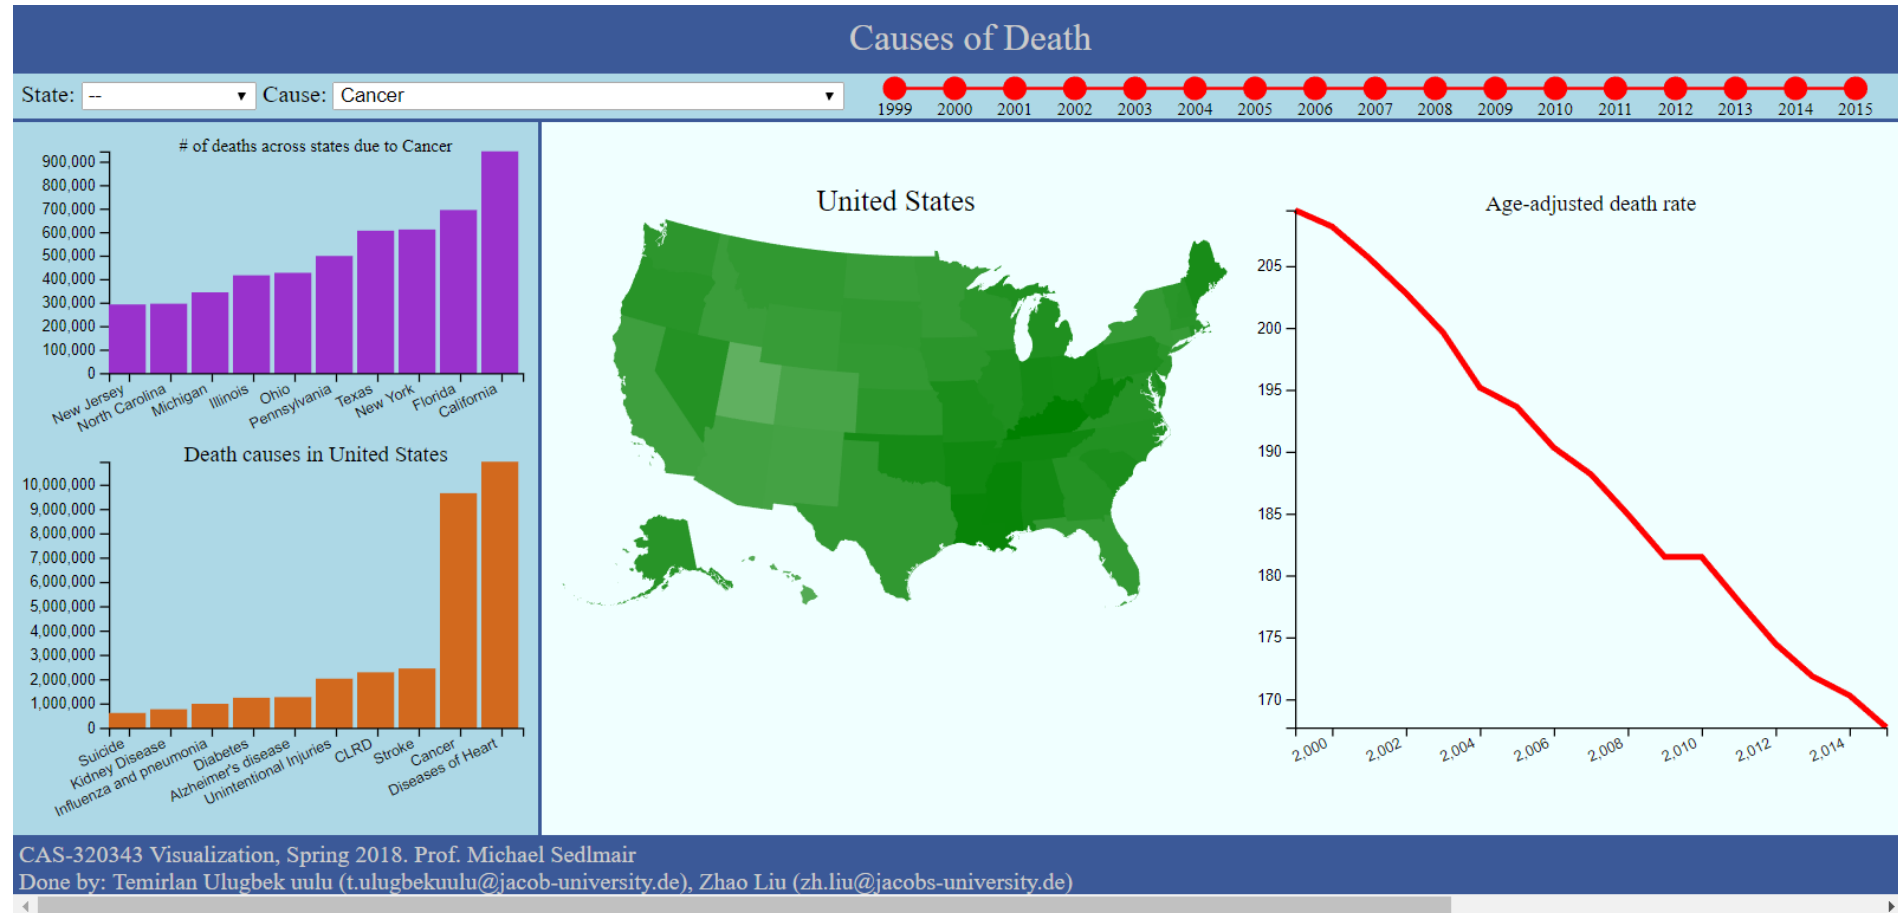 Causes of Death
State: -- Cause: Cancer
1999 2000 2001 2002 2003 2004 2005 2006 2007 2008 2009 2010 2011 2012 2013 2014 2015
# of deaths across states due to Cancer
900,000
800,000
700,000
600,000
500,000
400,000
300,000
200,000
100,000
0
New Jersey
North Carolina
Michigan
Illinois
Ohio
Pennsylvania
Texas
New York
Florida
California
Death causes in United States
10,000,000
9,000,000
8,000,000
7,000,000
6,000,000
5,000,000
4,000,000
3,000,000
2,000,000
1,000,000
0
Suicide
Kidney Disease
Influenza and pneumonia
Diabetes
Alzheimer's disease
Unintentional Injuries
CLRD
Stroke
Cancer
Diseases of Heart
United States
Age-adjusted death rate
205
200
195
190
185
180
175
170
2,000 2,002 2,004 2,006 2,008 2,010 2,012 2,014
CAS-320343 Visualization, Spring 2018. Prof. Michael Sedlmair
Done by: Temirlan Ulugbek uulu (t.ulugbekuulu@jacob-university.de), Zhao Liu (zh.liu@jacobs-university.de)